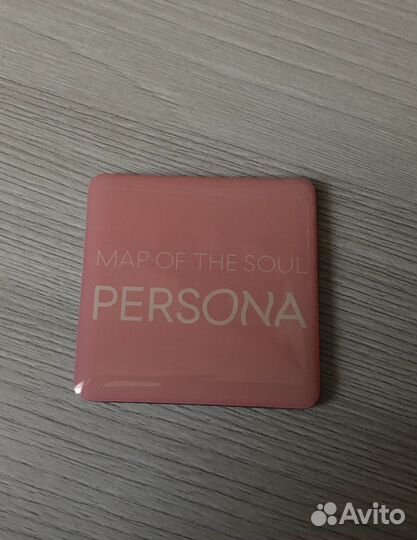 MAP OF THE SOUL
PERSONA
Avito